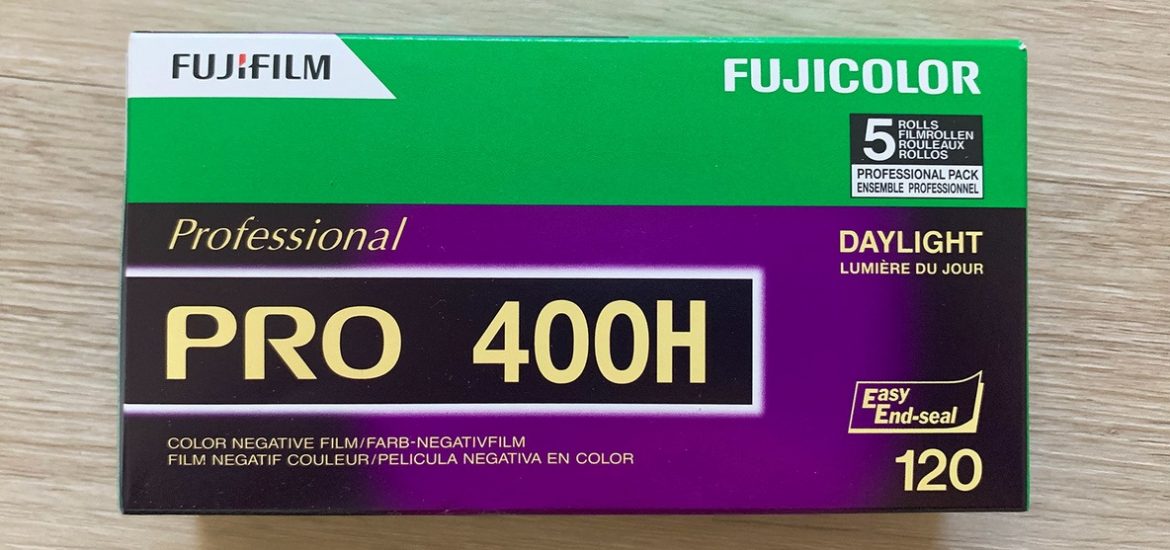 FUJIFILM
FUJICOLOR
5
ROLLS
FILMROLLEN
ROULEAUX
ROLLOS
PROFESSIONAL PACK
ENSEMBLE PROFESSIONNEL
Professional
DAYLIGHT
LUMIÈRE DU JOUR
PRO 400H
Easy
End-seal
COLOR NEGATIVE FILM/FARB-NEGATIVFILM
FILM NEGATIF COULEUR/PELICULA NEGATIVA EN COLOR
120